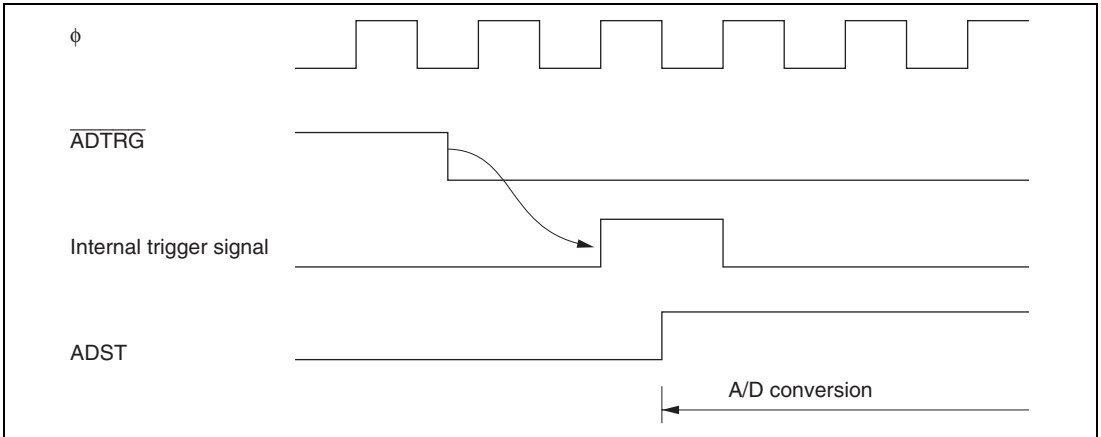 ϕ
ADTRG
Internal trigger signal
ADST
A/D conversion